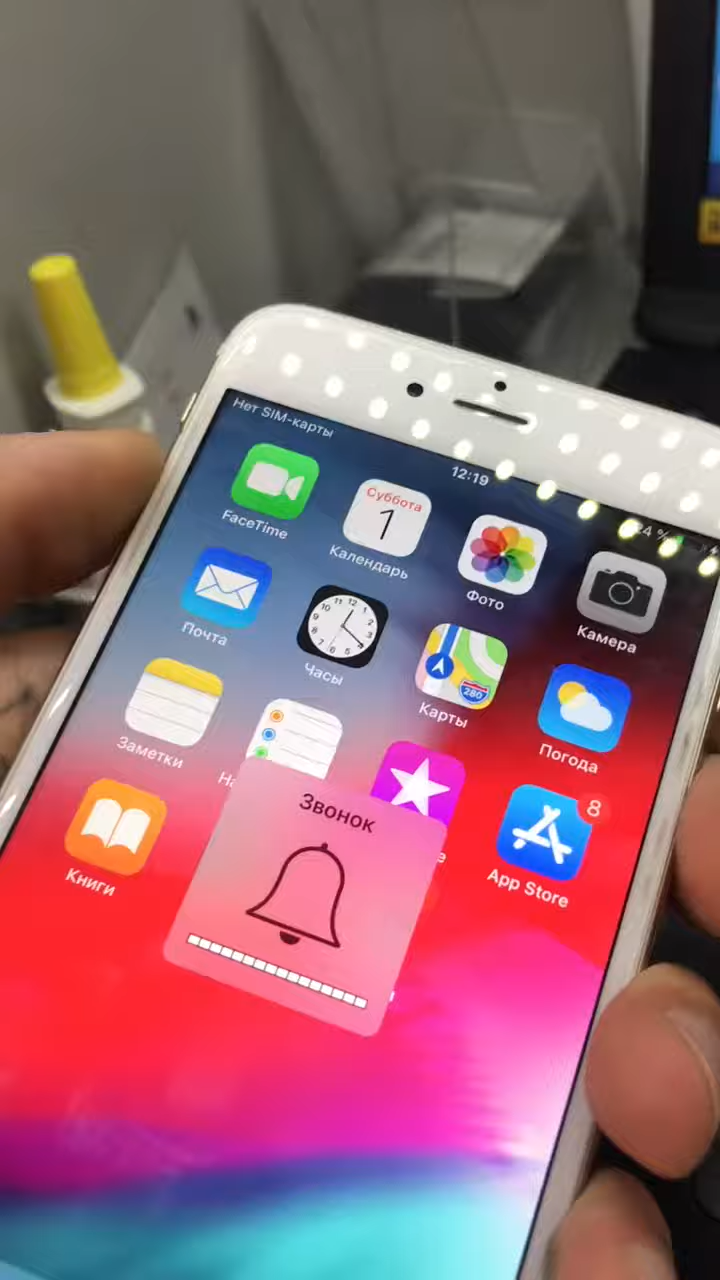 Нет SIM-карты
12:19
24 %
FaceTime
Суббота
1
Календарь
Фото
Камера
Почта
Часы
280
Карты
Погода
Заметки
8
App Store
Книги
Звонок